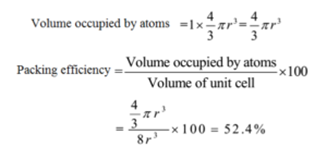 Volume occupied by atoms = 1 × 4/3 πr³ = 4/3 πr³
Packing efficiency = Volume occupied by atoms / Volume of unit cell × 100
= 4/3 πr³ / 8r³ × 100 = 52.4%